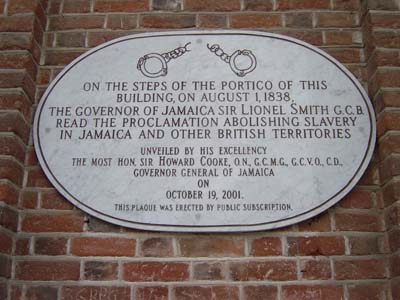 ON THE STEPS OF THE PORTICO OF THIS
BUILDING, ON AUGUST 1, 1838,
THE GOVERNOR OF JAMAICA SIR LIONEL SMITH G.C.B.
READ THE PROCLAMATION ABOLISHING SLAVERY
IN JAMAICA AND OTHER BRITISH TERRITORIES
UNVEILED BY HIS EXCELLENCY
THE MOST HON. SIR HOWARD COOKE, O.N., G.C.M.G., G.C.V.O., C.D.,
GOVERNOR GENERAL OF JAMAICA
ON
OCTOBER 19, 2001.
THIS PLAQUE WAS ERECTED BY PUBLIC SUBSCRIPTION.